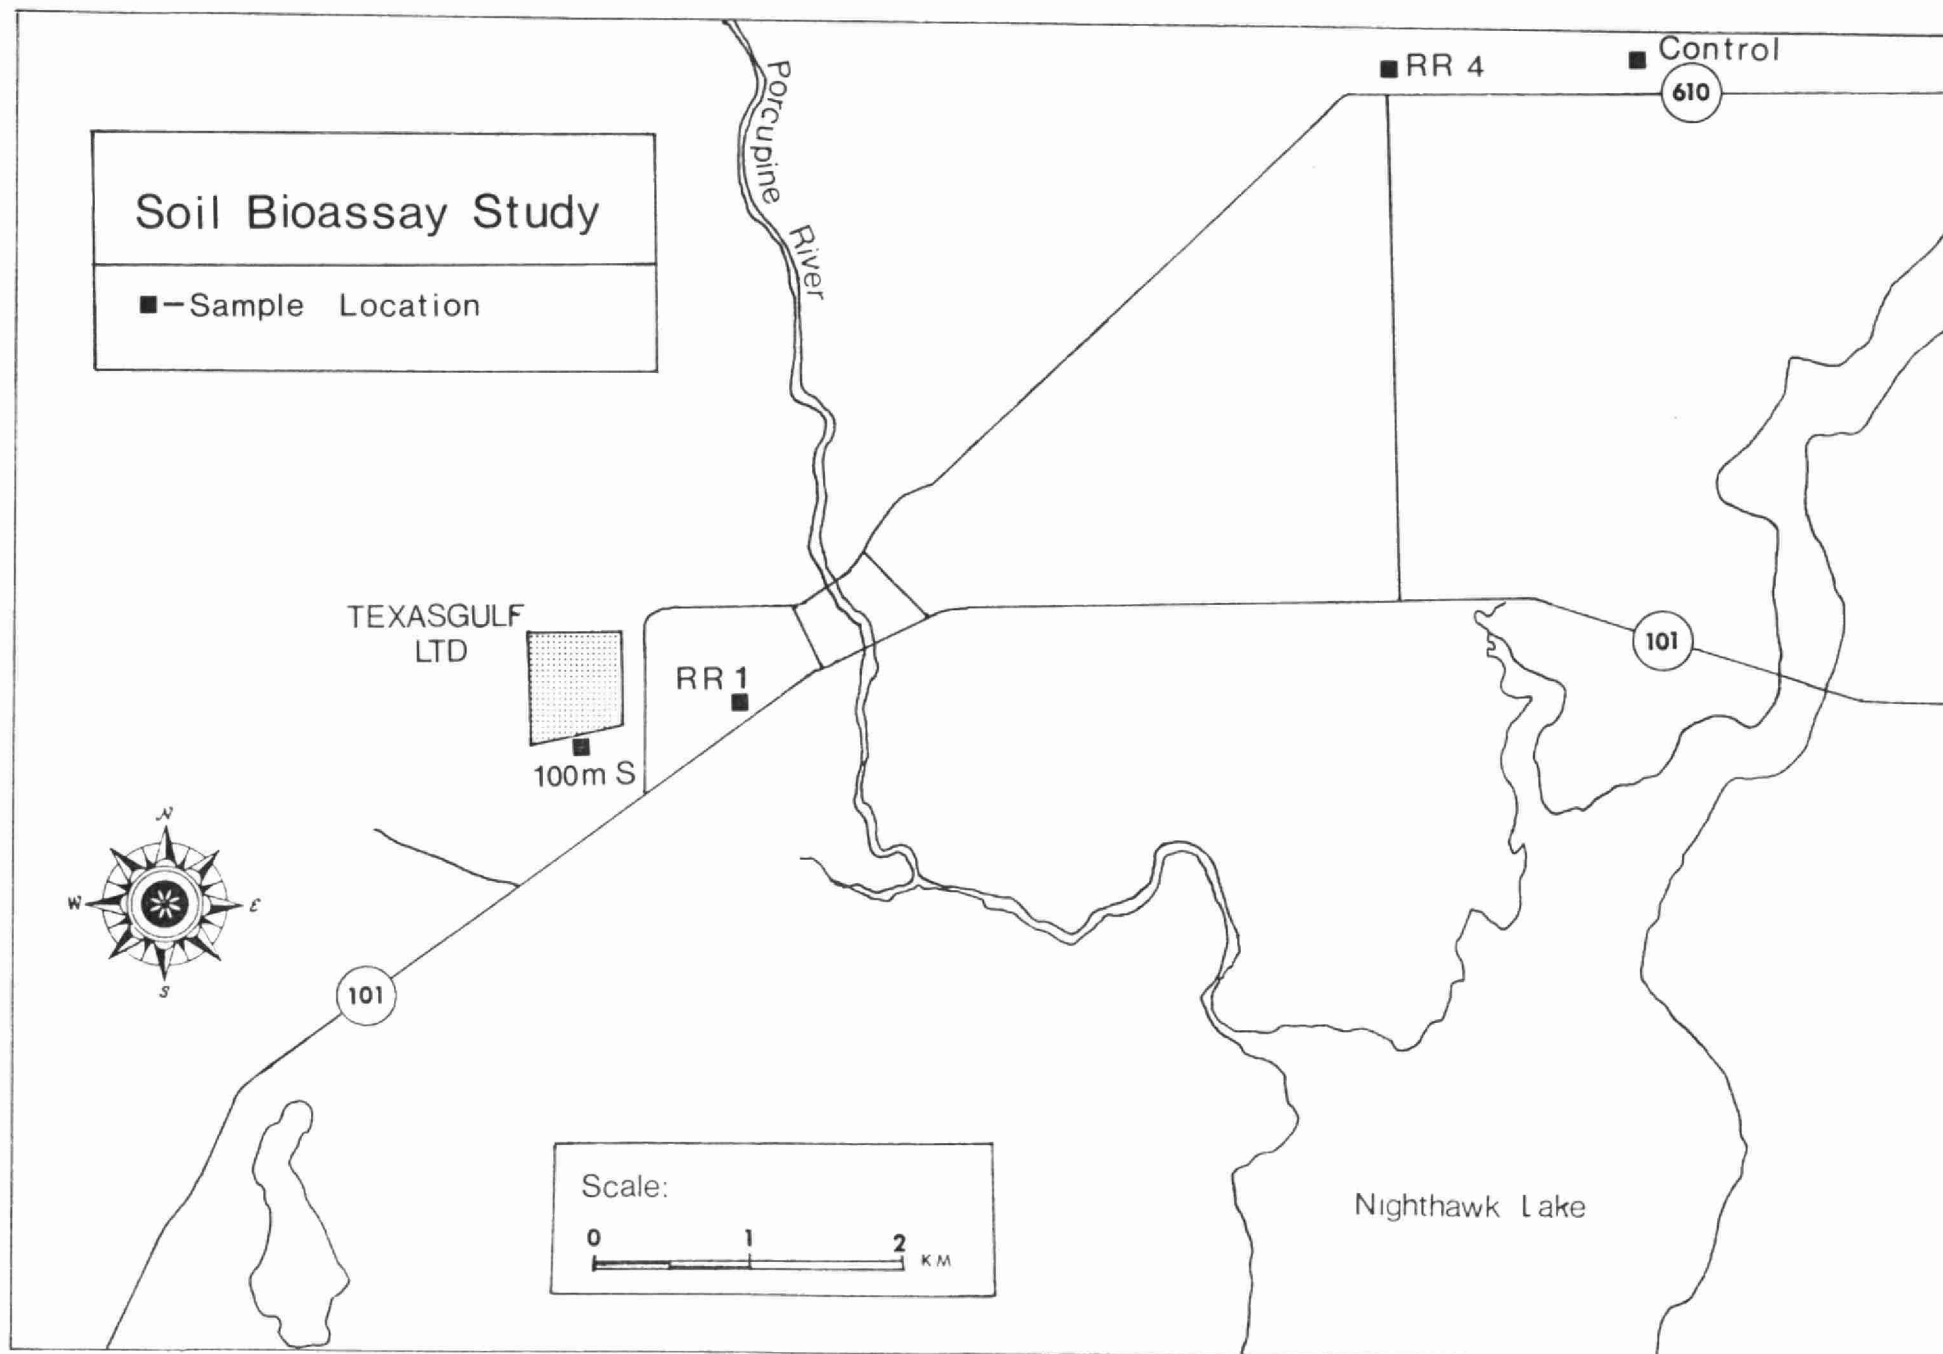 RR 4
Control
610
Porcupine River
Soil Bioassay Study
■-Sample Location
TEXASGULF
LTD
101
RR 1
100m S
N
W
E
S
101
Scale:
0 1 2 KM
Nighthawk Lake